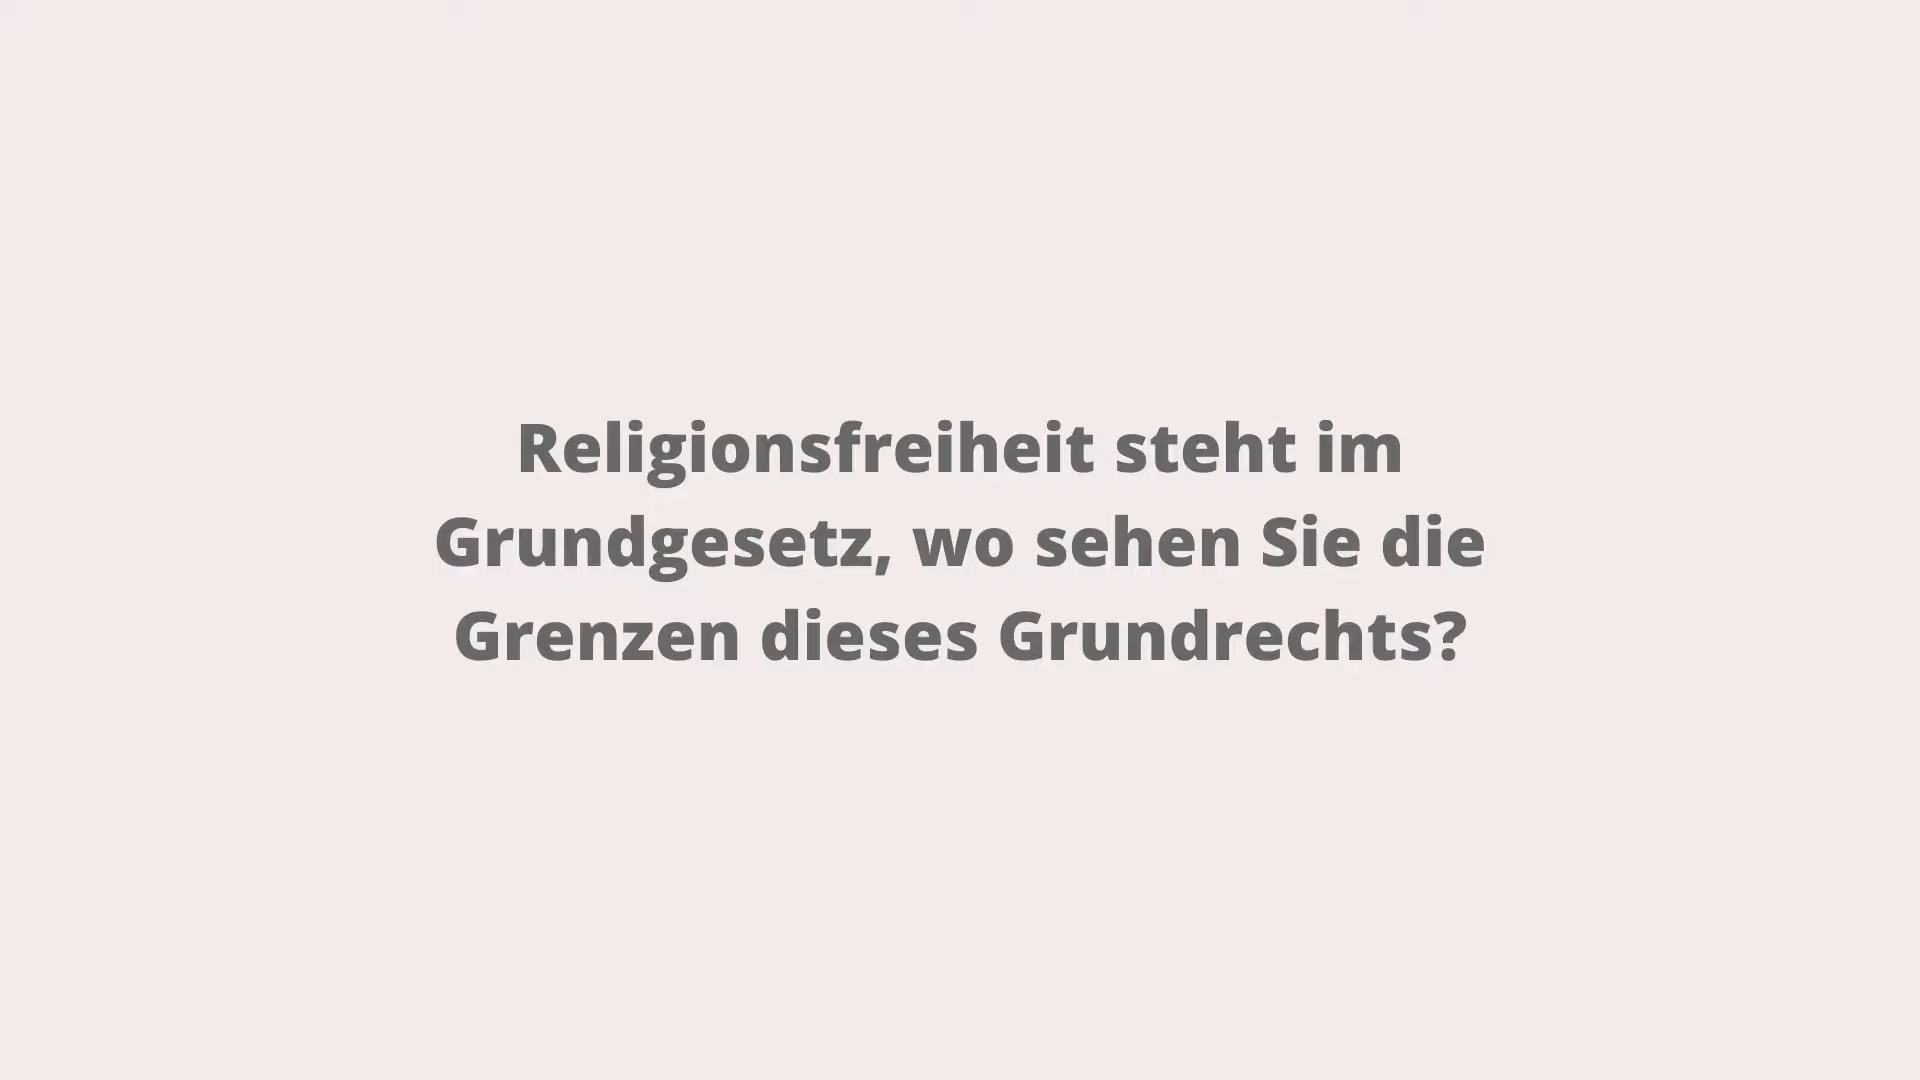 Religionsfreiheit steht im
Grundgesetz, wo sehen Sie die
Grenzen dieses Grundrechts?